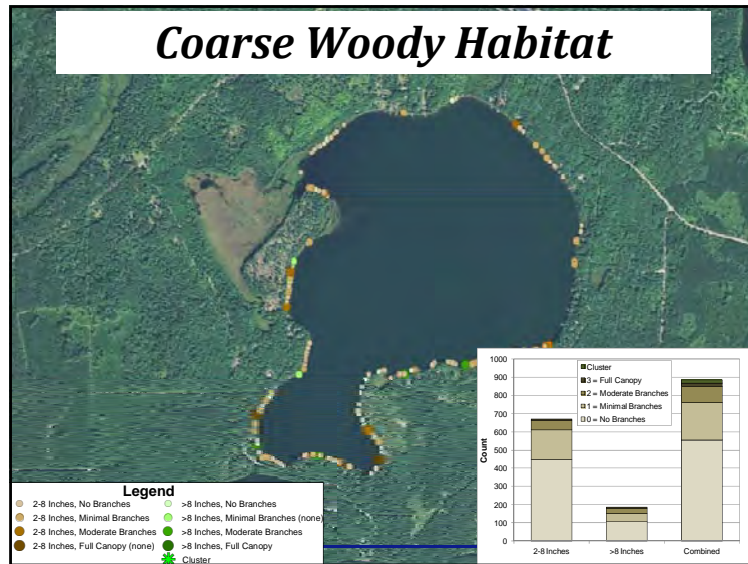 Coarse Woody Habitat
1000
900
800
700
600
500
400
300
200
100
0
Count
Cluster
3 = Full Canopy
2 = Moderate Branches
1 = Minimal Branches
0 = No Branches
2-8 Inches
>8 Inches
Combined
Legend
2-8 Inches, No Branches
2-8 Inches, Minimal Branches
2-8 Inches, Moderate Branches
2-8 Inches, Full Canopy (none)
>8 Inches, No Branches
>8 Inches, Minimal Branches (none)
>8 Inches, Moderate Branches
>8 Inches, Full Canopy
Cluster